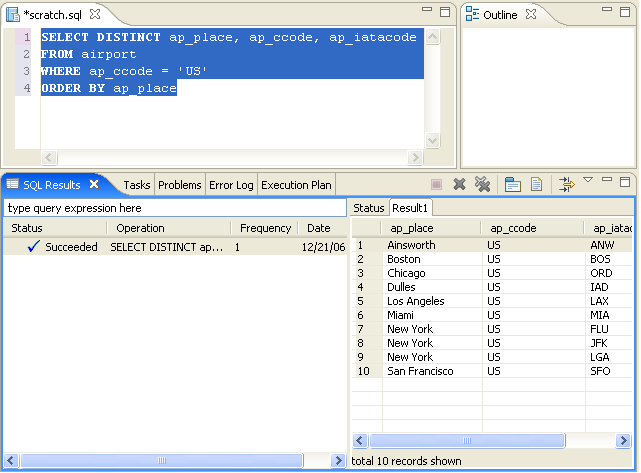 *scratch.sql
Outline
1 SELECT DISTINCT ap_place, ap_ccode, ap_iatacode
2 FROM airport
3 WHERE ap_ccode = 'US'
4 ORDER BY ap_place
SQL Results Tasks Problems Error Log Execution Plan
type query expression here
Status Operation Frequency Date
Succeeded SELECT DISTINCT ap... 1 12/21/06
Status Result1
ap_place ap_ccode ap_iatac
1 Ainsworth US ANW
2 Boston US BOS
3 Chicago US ORD
4 Dulles US IAD
5 Los Angeles US LAX
6 Miami US MIA
7 New York US FLU
8 New York US JFK
9 New York US LGA
10 San Francisco US SFO
total 10 records shown